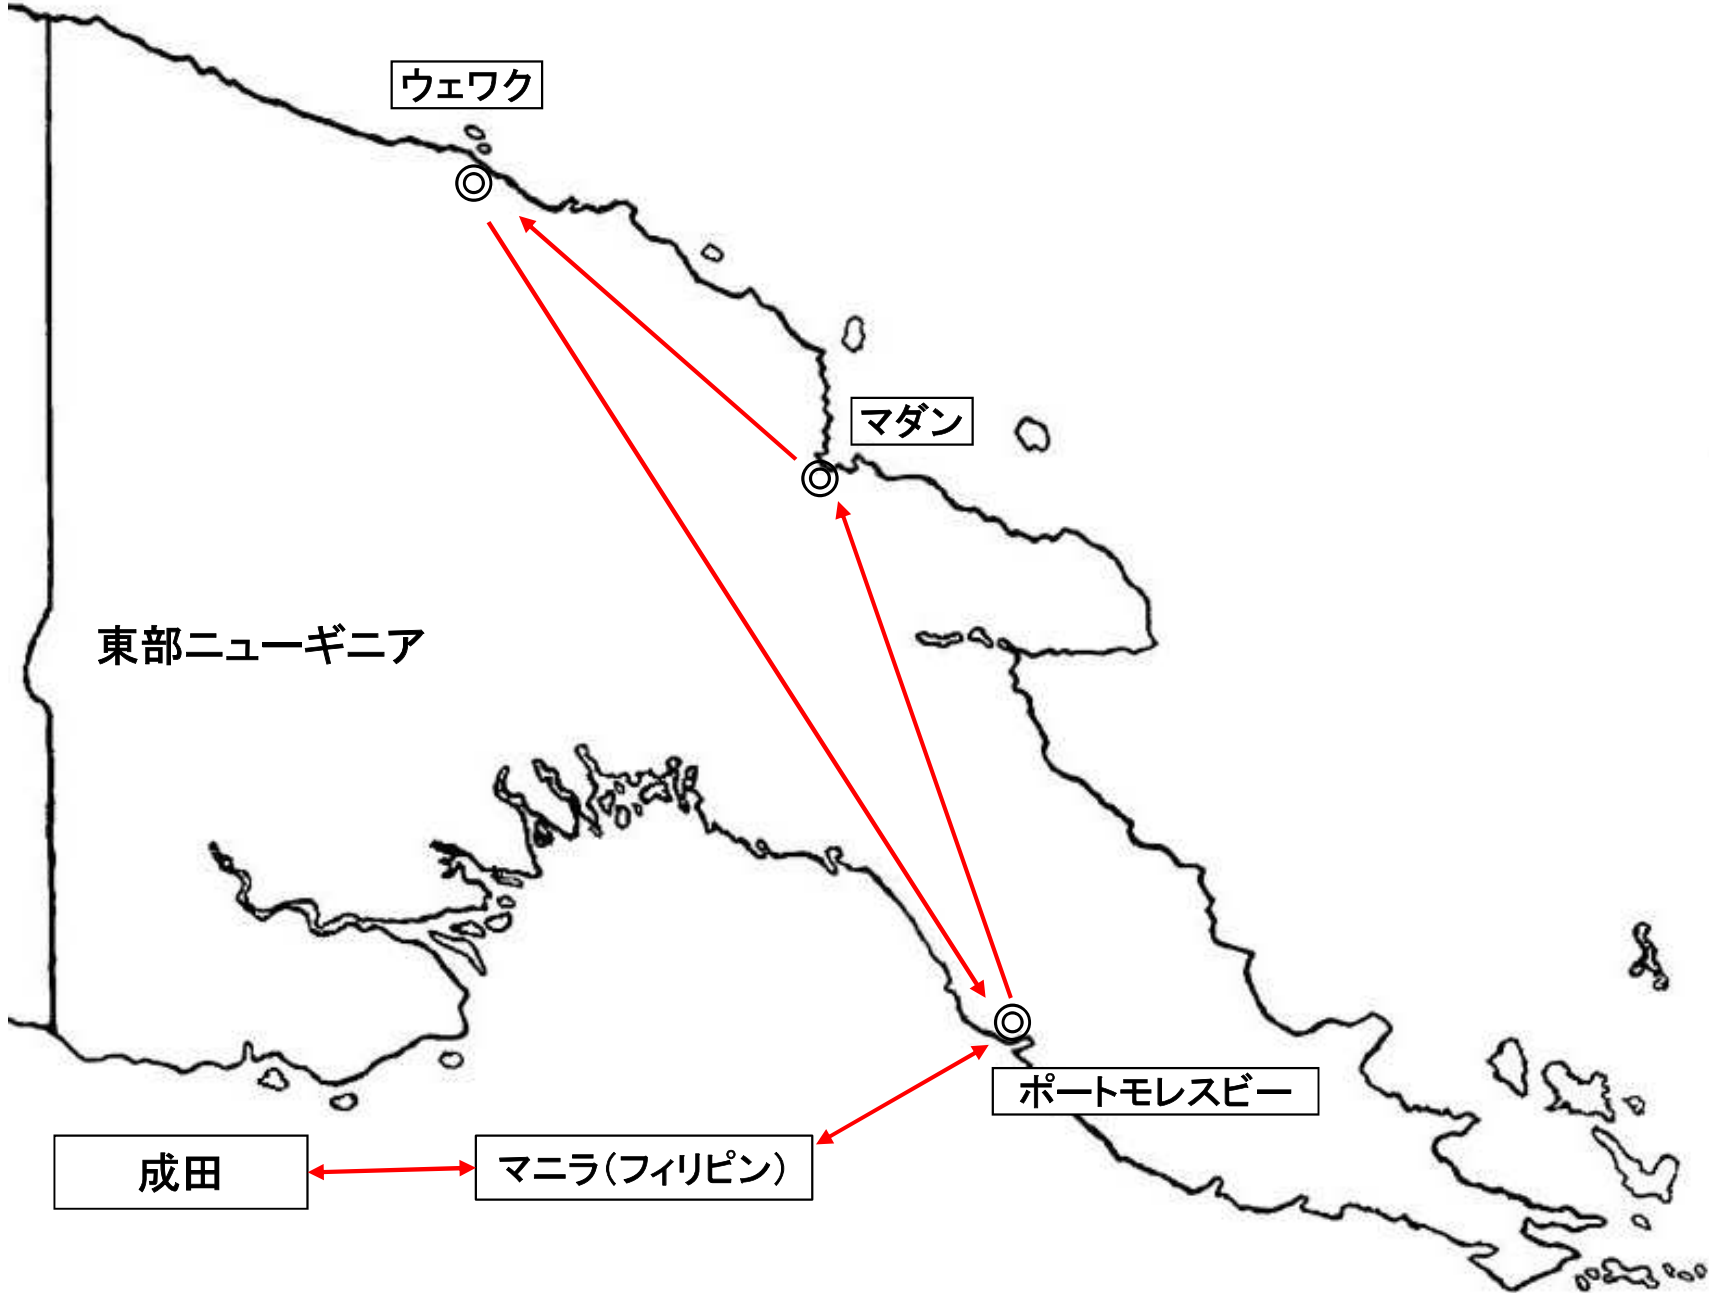 ウェワク
マダン
東部ニューギニア
ポートモレスビー
成田
マニラ(フィリピン)